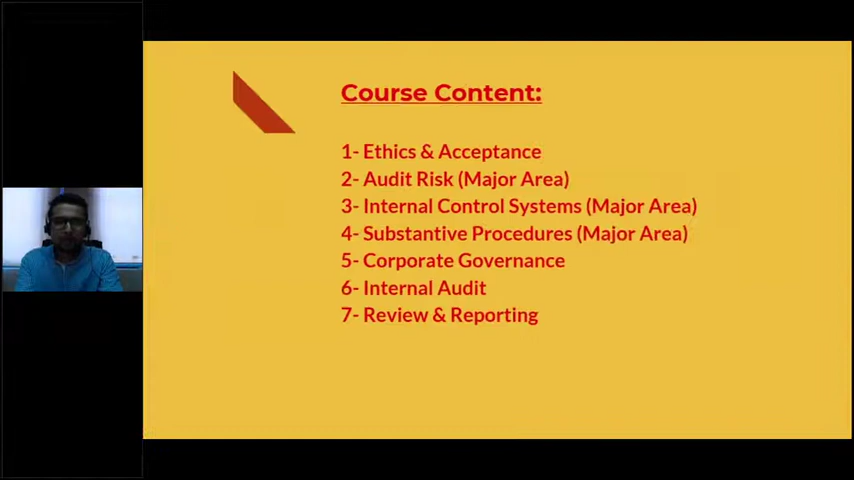 Course Content:
1- Ethics & Acceptance
2- Audit Risk (Major Area)
3- Internal Control Systems (Major Area)
4- Substantive Procedures (Major Area)
5- Corporate Governance
6- Internal Audit
7- Review & Reporting